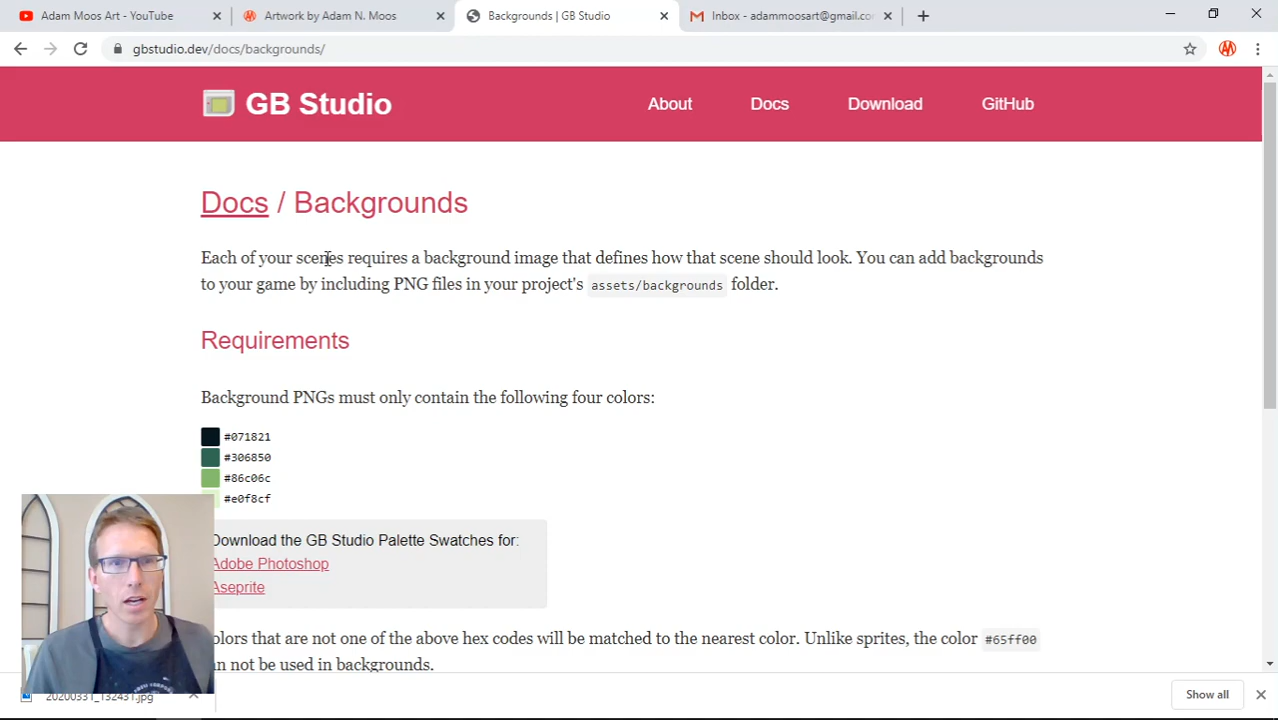 Adam Moos Art - YouTube
Artwork by Adam N. Moos
Backgrounds | GB Studio
Inbox - adammoosart@gmail.co
gbstudio.dev/docs/backgrounds/
GB Studio
About
Docs
Download
GitHub
Docs / Backgrounds
Each of your scenes requires a background image that defines how that scene should look. You can add backgrounds
to your game by including PNG files in your project's assets/backgrounds folder.
Requirements
Background PNGs must only contain the following four colors:
#071821
#306850
#86c06c
#e0f8cf
Download the GB Studio Palette Swatches for:
Adobe Photoshop
Aseprite
olors that are not one of the above hex codes will be matched to the nearest color. Unlike sprites, the color #65ff00
an not be used in backgrounds.
20200331_132431.jpg
Show all